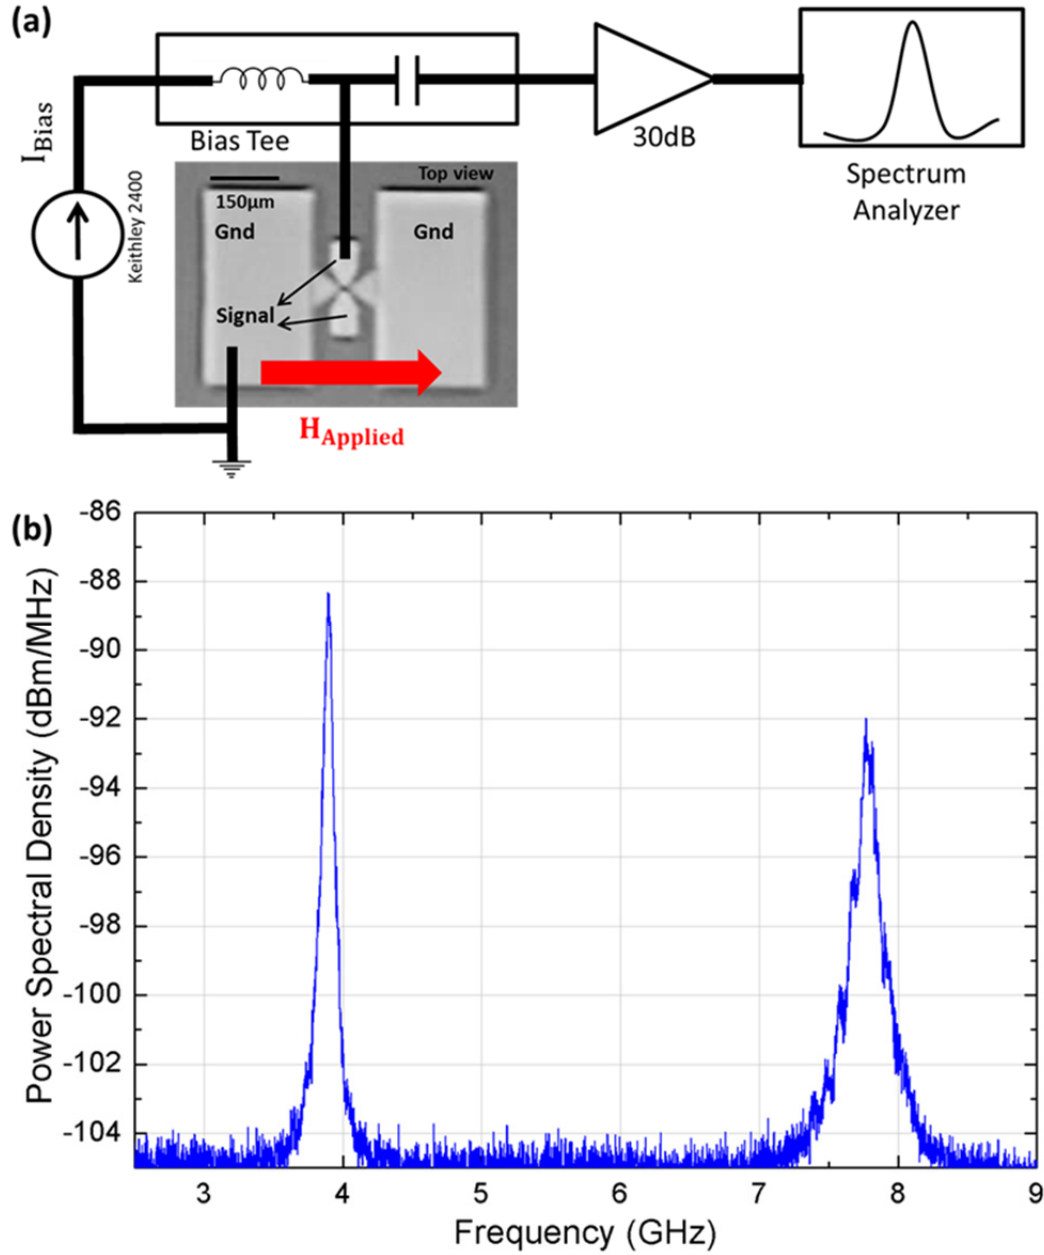 (a)
I_Bias
Keithley 2400
Bias Tee
30dB
Spectrum
Analyzer
Top view
150μm
Gnd
Gnd
Signal
H_Applied
(b)
Power Spectral Density (dBm/MHz)
-86
-88
-90
-92
-94
-96
-98
-100
-102
-104
3 4 5 6 7 8 9
Frequency (GHz)